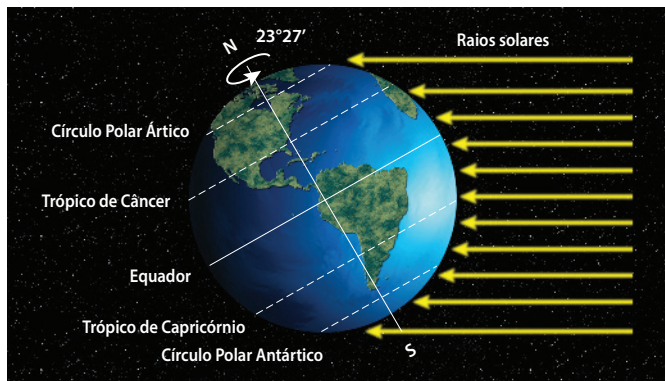 N
23°27’
Raios solares
Círculo Polar Ártico
Trópico de Câncer
Equador
Trópico de Capricórnio
Círculo Polar Antártico
S